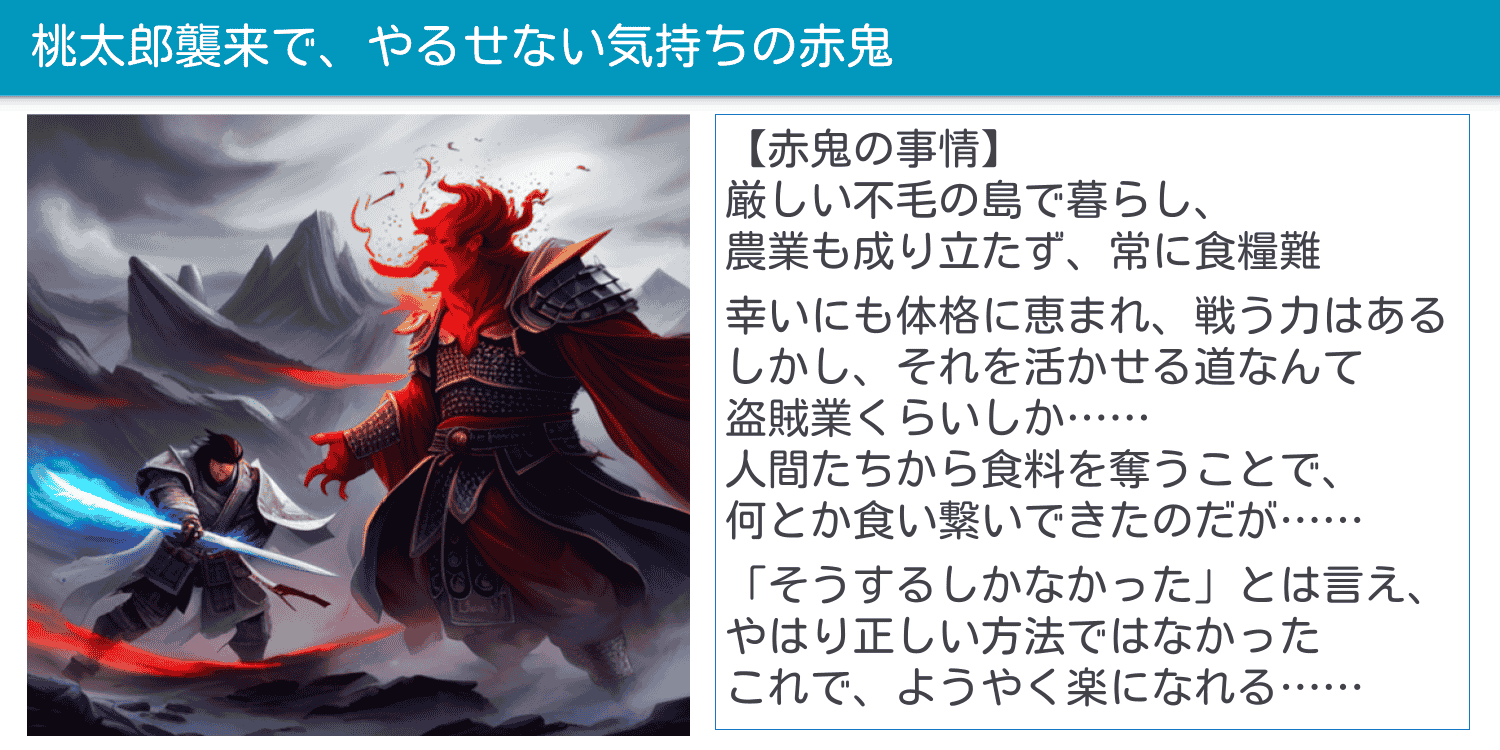 桃太郎襲来で、やるせない気持ちの赤鬼
【赤鬼の事情】
厳しい不毛の島で暮らし、
農業も成り立たず、常に食糧難
幸いにも体格に恵まれ、戦う力はある
しかし、それを活かせる道なんて
盗賊業くらいしか……
人間たちから食料を奪うことで、
何とか食い繋いできたのだが……
「そうするしかなかった」とは言え、
やはり正しい方法ではなかった
これで、ようやく楽になれる……